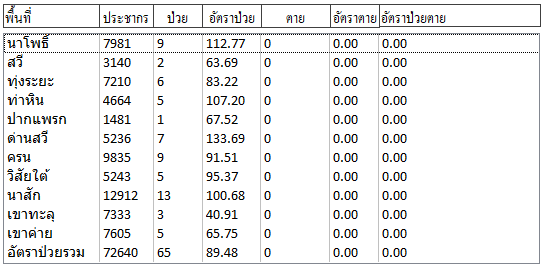 พื้นที่ ประชากร ป่วย อัตราป่วย ตาย อัตราตาย อัตราป่วยตาย
นาโพธิ์ 7981 9 112.77 0 0.00 0.00
สวี 3140 2 63.69 0 0.00 0.00
ทุ่งระยะ 7210 6 83.22 0 0.00 0.00
ท่าหิน 4664 5 107.20 0 0.00 0.00
ปากแพรก 1481 1 67.52 0 0.00 0.00
ด่านสวี 5236 7 133.69 0 0.00 0.00
ครน 9835 9 91.51 0 0.00 0.00
วิสัยใต้ 5243 5 95.37 0 0.00 0.00
นาสัก 12912 13 100.68 0 0.00 0.00
เขาทะลุ 7333 3 40.91 0 0.00 0.00
เขาค่าย 7605 5 65.75 0 0.00 0.00
อัตราป่วยรวม 72640 65 89.48 0 0.00 0.00